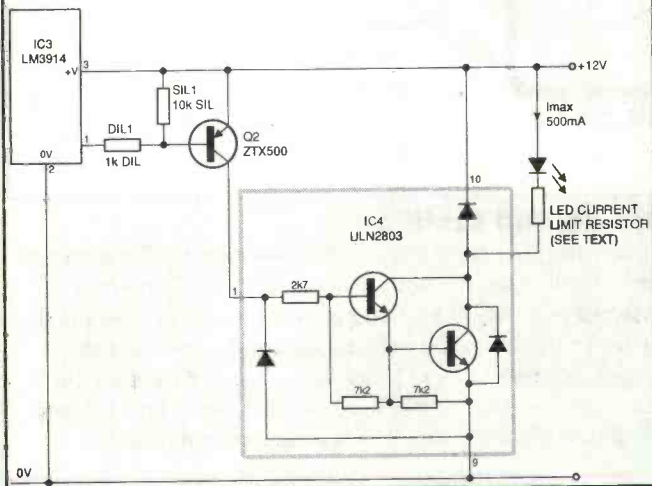 IC3
LM3914
+V
3
SIL1
10k SIL
DIL1
1k DIL
1
0V
2
Q2
ZTX500
+12V
Imax
500mA
10
LED CURRENT
LIMIT RESISTOR
(SEE TEXT)
IC4
ULN2803
1
2k7
7k2
7k2
9
0V